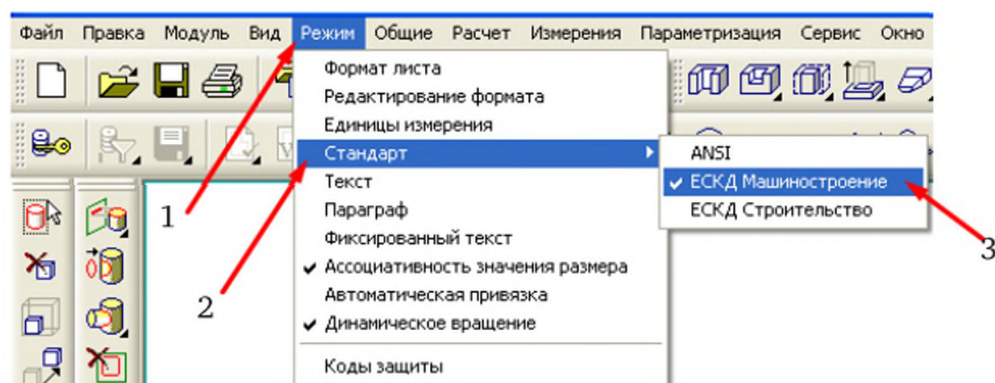 Файл Правка Модуль Вид Режим Общие Расчет Измерения Параметризация Сервис Окно
Формат листа
Редактирование формата
Единицы измерения
Стандарт
ANSI
Текст
ЕСКД Машиностроение
1
Параграф
ЕСКД Строительство
Фиксированный текст
3
Ассоциативность значения размера
2
Автоматическая привязка
Динамическое вращение
Коды защиты